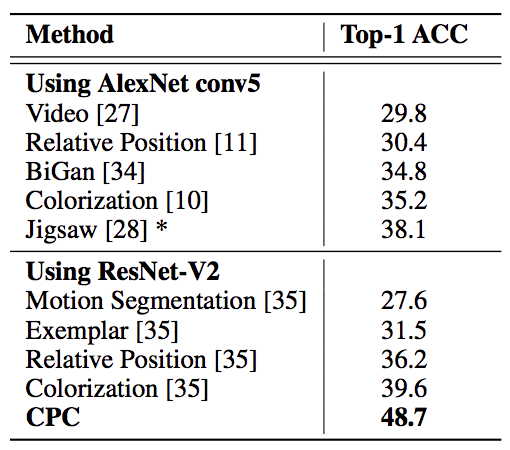 Method Top-1 ACC
Using AlexNet conv5
Video [27] 29.8
Relative Position [11] 30.4
BiGan [34] 34.8
Colorization [10] 35.2
Jigsaw [28] * 38.1
Using ResNet-V2
Motion Segmentation [35] 27.6
Exemplar [35] 31.5
Relative Position [35] 36.2
Colorization [35] 39.6
CPC 48.7